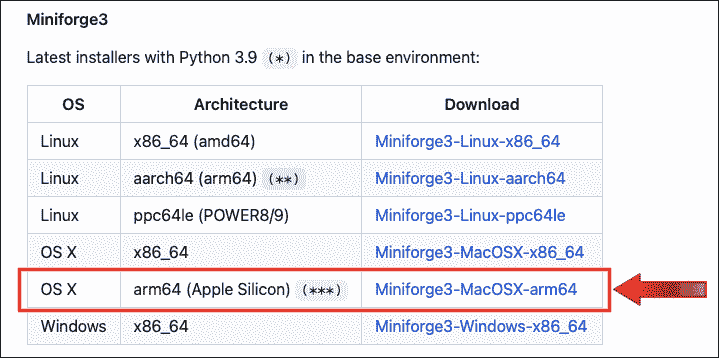 Miniforge3
Latest installers with Python 3.9 (*) in the base environment:
OS Architecture Download
Linux x86_64 (amd64) Miniforge3-Linux-x86_64
Linux aarch64 (arm64) (**) Miniforge3-Linux-aarch64
Linux ppc64le (POWER8/9) Miniforge3-Linux-ppc64le
OS X x86_64 Miniforge3-MacOSX-x86_64
OS X arm64 (Apple Silicon) (***) Miniforge3-MacOSX-arm64
Windows x86_64 Miniforge3-Windows-x86_64